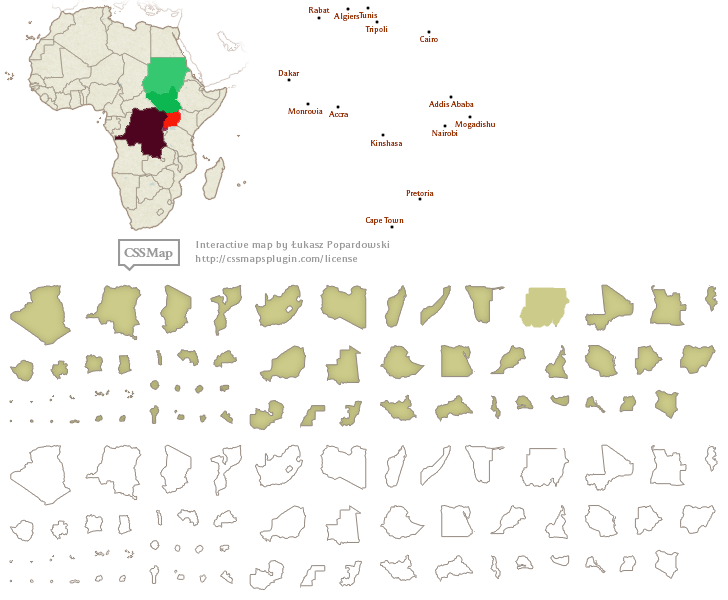 Rabat
Algiers
Tunis
Tripoli
Cairo
Dakar
Monrovia
Accra
Addis Ababa
Mogadishu
Nairobi
Kinshasa
Pretoria
Cape Town
CSSMap
Interactive map by Łukasz Popardowski
http://cssmapsplugin.com/license